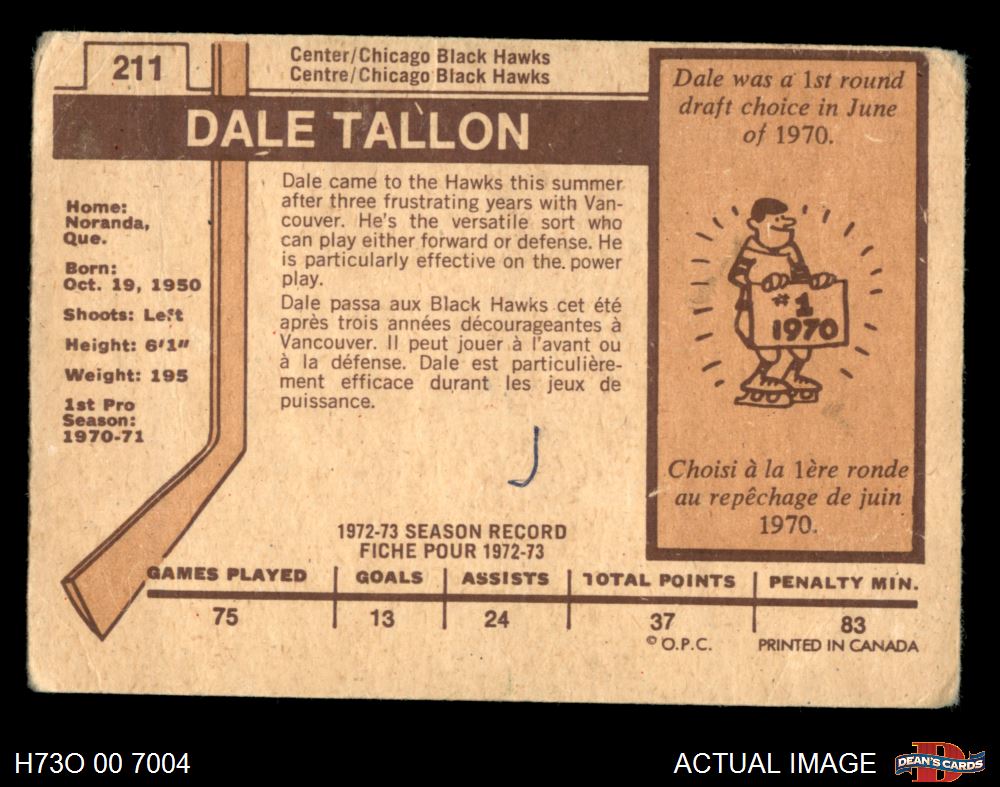 211
Center/Chicago Black Hawks
Centre/Chicago Black Hawks
DALE TALLON
Home:
Noranda,
Que.
Born:
Oct. 19, 1950
Shoots: Left
Height: 6'1"
Weight: 195
1st Pro
Season:
1970-71
Dale came to the Hawks this summer
after three frustrating years with Van-
couver. He's the versatile sort who
can play either forward or defense. He
is particularly effective on the power
play.
Dale passa aux Black Hawks cet été
après trois années décourageantes à
Vancouver. Il peut jouer à l'avant ou
à la défense. Dale est particulière-
ment efficace durant les jeux de
puissance.
Dale was a 1st round
draft choice in June
of 1970.
#1
1970
Choisi à la 1ère ronde
au repêchage de juin
1970.
1972-73 SEASON RECORD
FICHE POUR 1972-73
GAMES PLAYED GOALS ASSISTS TOTAL POINTS PENALTY MIN.
75 13 24 37 83
© O.P.C. PRINTED IN CANADA
H73O 00 7004
ACTUAL IMAGE
D
DEAN'S CARDS